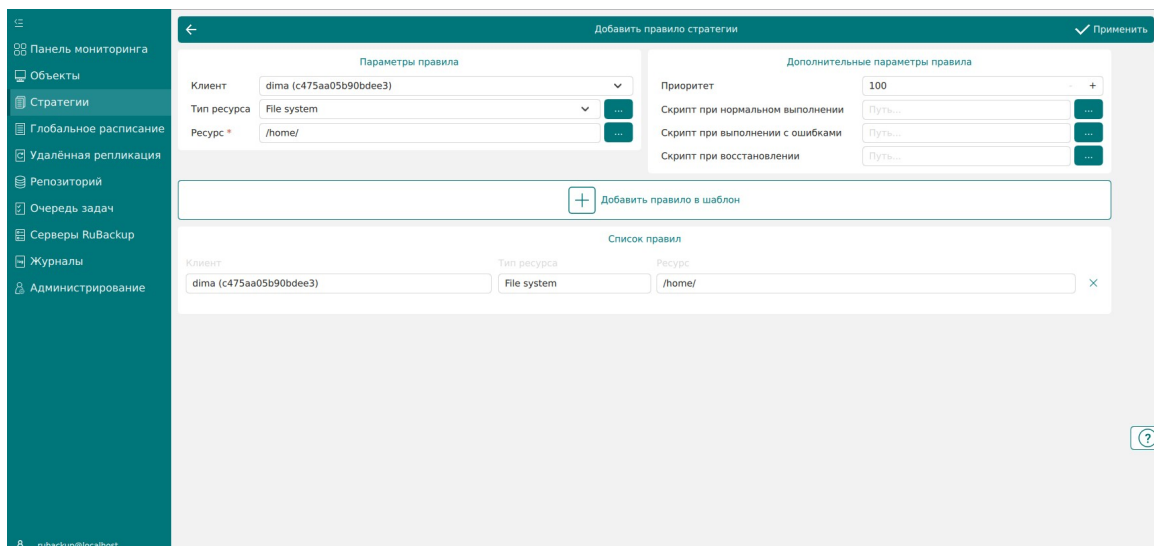 Добавить правило стратегии
Применить
Панель мониторинга
Объекты
Стратегии
Глобальное расписание
Удалённая репликация
Репозиторий
Очередь задач
Серверы RuBackup
Журналы
Администрирование
rubackup@localhost
Параметры правила
Клиент dima (c475aa05b90bdee3)
Тип ресурса File system ...
Ресурс * /home/ ...
Дополнительные параметры правила
Приоритет 100 - +
Скрипт при нормальном выполнении Путь... ...
Скрипт при выполнении с ошибками Путь... ...
Скрипт при восстановлении Путь... ...
Добавить правило в шаблон
Список правил
Клиент Тип ресурса Ресурс
dima (c475aa05b90bdee3) File system /home/
?